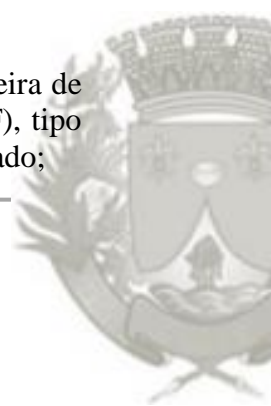 eira de
), tipo
ado;